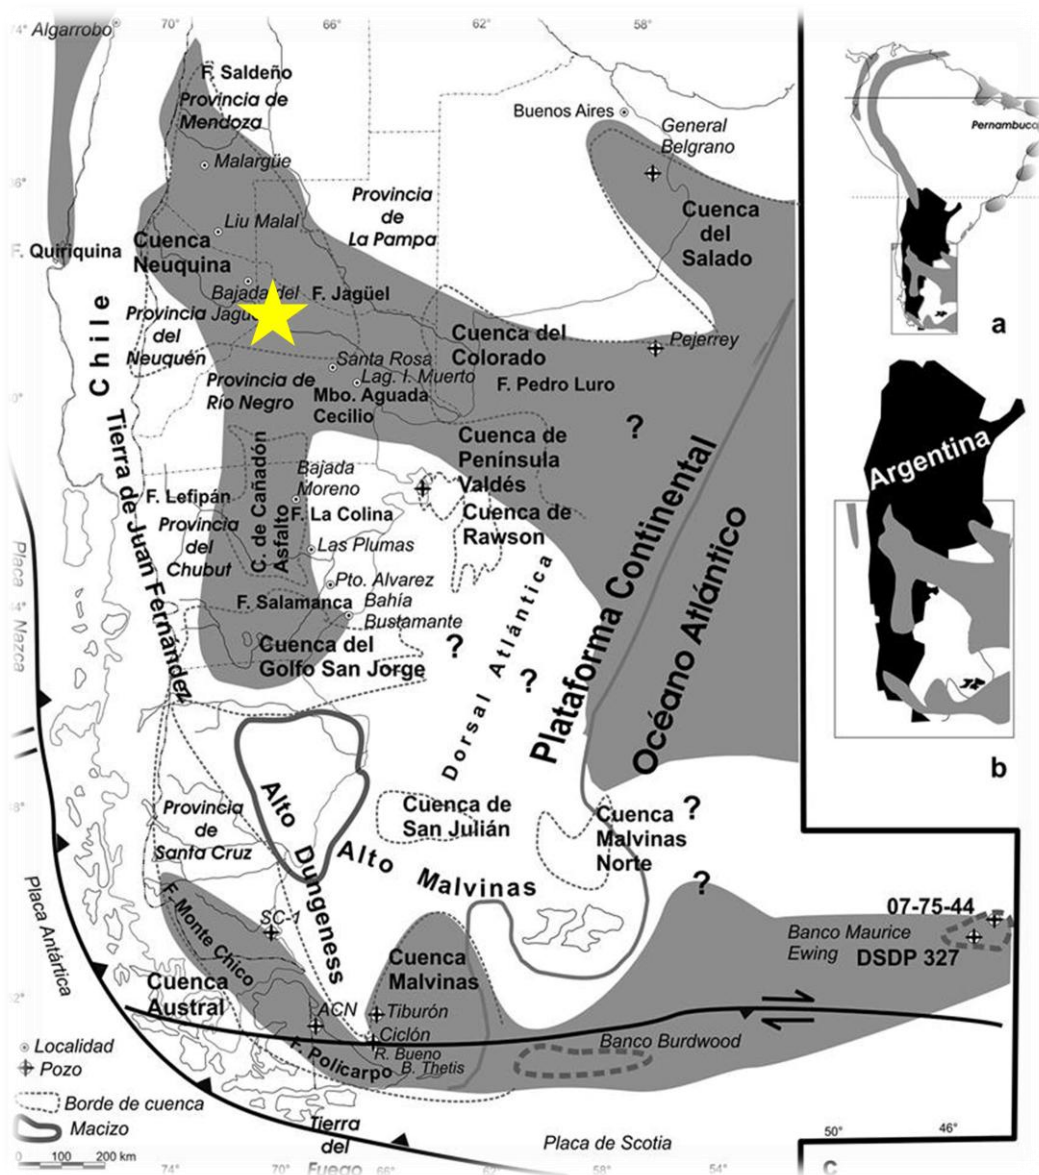 74°
70°
66°
62°
58°
Algarrobo
F. Saldeño
Provincia de
Mendoza
Malargüe
Buenos Aires
General
Belgrano
Pernambuco
36°
Provincia
de
La Pampa
Liu Malal
Quiriquina
Cuenca
Neuquina
Cuenca
del
Salado
Bajada del
F. Jagüel
Provincia
del
Neuquén
Cuenca del
Colorado
Pejerrey
Santa Rosa
Lag. I. Muerto
Provincia de
Río Negro
Mbo. Aguada
Cecilio
F. Pedro Luro
?
Chile
Tierra de Juan Fernández
Cuenca de
Península
Valdés
Cuenca de
Rawson
C. de Cañadón
Asfalto
Bajada
Moreno
F. Lefipán
F. La Colina
Provincia
del
Chubut
Las Plumas
Pto. Alvarez
F. Salamanca
Bahía
Bustamante
Cuenca del
Golfo San Jorge
?
?
Dorsal Atlántica
Plataforma Continental
Océano Atlántico
Placa Nazca
Provincia
de
Santa Cruz
Alto Dungeness
Alto Malvinas
Cuenca de
San Julián
Cuenca
Malvinas
Norte
?
?
Placa Antártica
F. Monte Chico
SC-1
Cuenca
Austral
Cuenca
Malvinas
ACN
Tiburón
Ciclón
R. Bueno
B. Thetis
F. Policarpo
07-75-44
Banco Maurice
Ewing
DSDP 327
Banco Burdwood
Localidad
Pozo
Borde de cuenca
Macizo
0 100 200 km
Tierra
del
Fuego
Placa de Scotia
74°
70°
66°
62°
58°
54°
50°
46°
a
Argentina
b
c